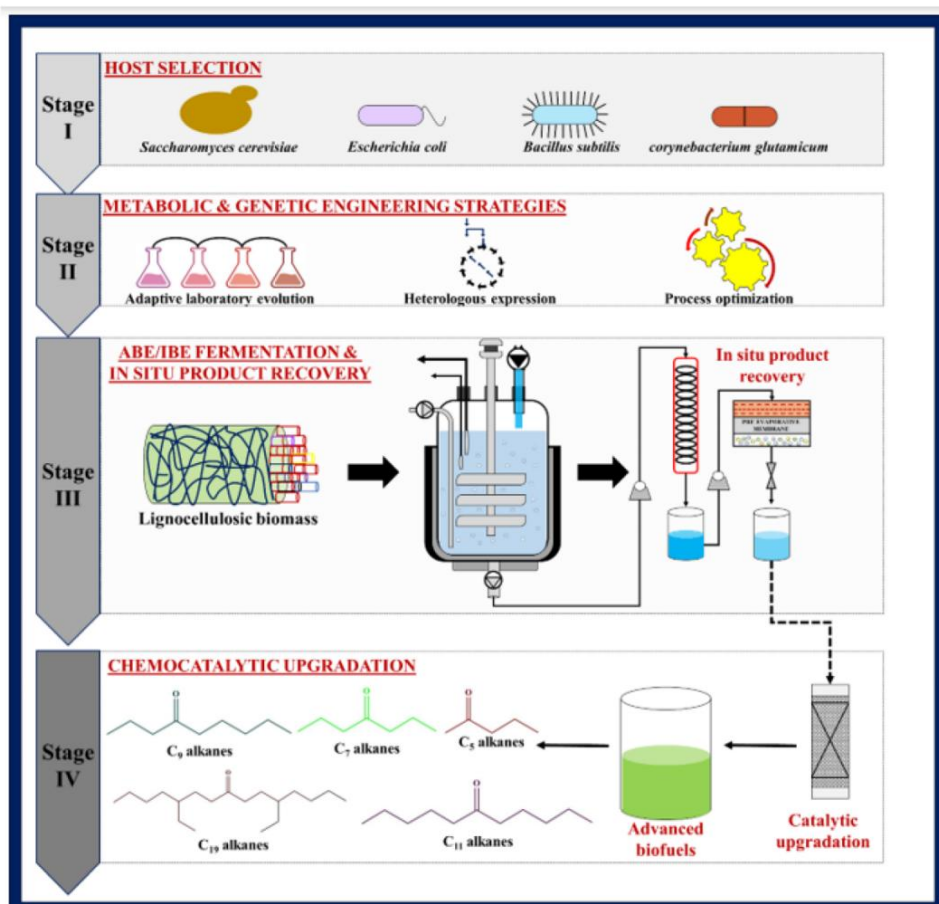 Stage
I
HOST SELECTION
Saccharomyces cerevisiae
Escherichia coli
Bacillus subtilis
corynebacterium glutamicum
Stage
II
METABOLIC & GENETIC ENGINEERING STRATEGIES
Adaptive laboratory evolution
Heterologous expression
Process optimization
Stage
III
ABE/IBE FERMENTATION &
IN SITU PRODUCT RECOVERY
Lignocellulosic biomass
In situ product
recovery
PRE EVAPORATIVE
MEMBRANE
Stage
IV
CHEMOCATALYTIC UPGRADATION
O
C₉ alkanes
O
C₇ alkanes
O
C₅ alkanes
O
C₁₉ alkanes
O
C₁₁ alkanes
Advanced
biofuels
Catalytic
upgradation